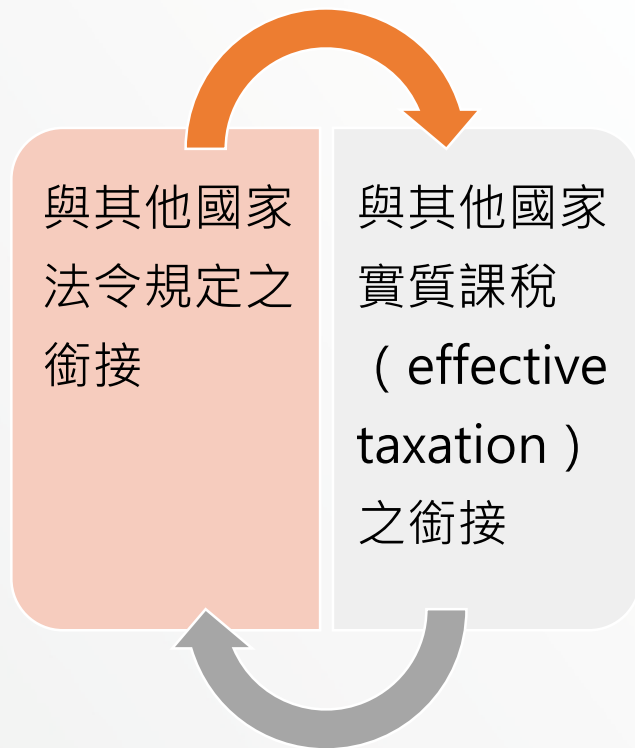 與其他國家
法令規定之
銜接
與其他國家
實質課稅
（effective
taxation）
之銜接